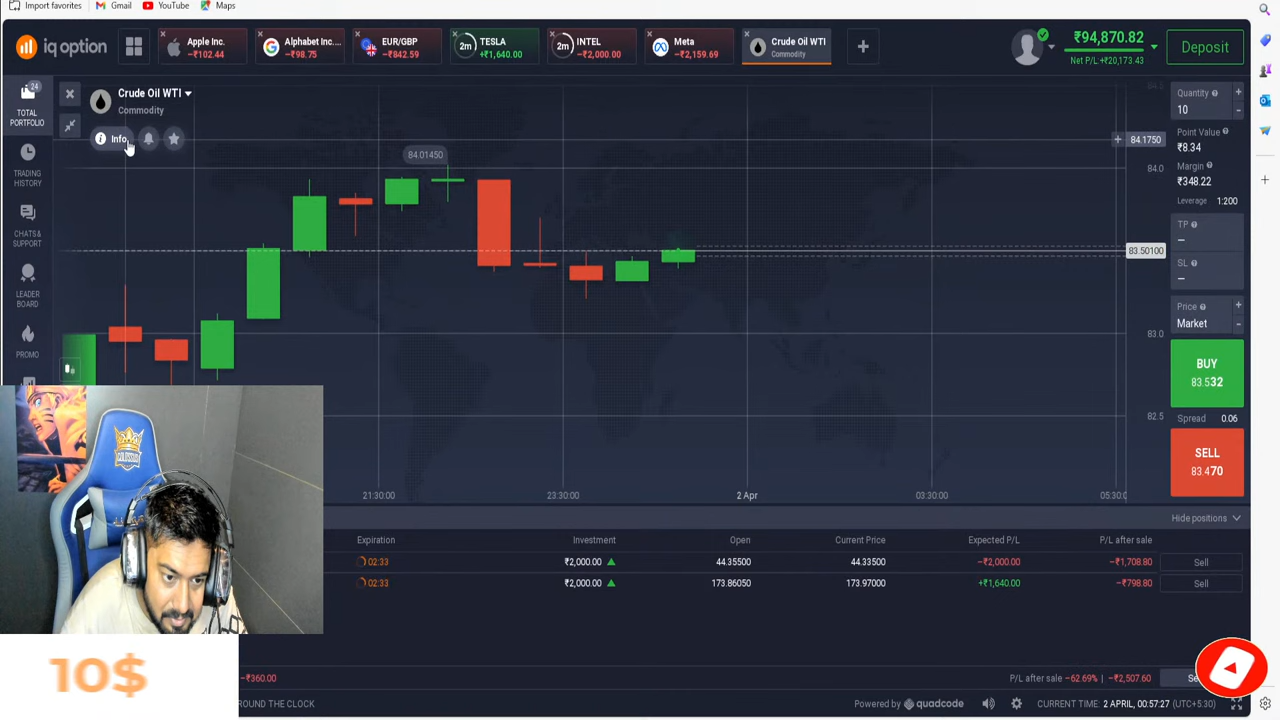 Import favorites
Gmail
YouTube
Maps
iq option
Apple Inc.
−₹102.44
Alphabet Inc....
−₹98.75
EUR/GBP
−₹842.59
2m
TESLA
+₹1,640.00
2m
INTEL
−₹2,000.00
Meta
−₹2,159.69
Crude Oil WTI
Commodity
₹94,870.82
Net P/L +₹20,173.43
Deposit
24
TOTAL
PORTFOLIO
TRADING
HISTORY
CHATS &
SUPPORT
LEADER
BOARD
PROMO
Crude Oil WTI
Commodity
Info
84.01450
84.5
84.1750
84.0
83.50100
83.0
82.5
21:30:00
23:30:00
2 Apr
03:30:00
05:30:0
Quantity
10
Point Value
₹8.34
Margin
₹348.22
Leverage 1:200
TP
−
SL
−
Price
Market
BUY
83.532
Spread 0.06
SELL
83.470
Hide positions
Expiration
Investment
Open
Current Price
Expected P/L
P/L after sale
02:33
₹2,000.00
44.35500
44.33500
−₹2,000.00
−₹1,708.80
Sell
02:33
₹2,000.00
173.86050
173.97000
+₹1,640.00
−₹798.80
Sell
−₹360.00
P/L after sale −62.69% | −₹2,507.60
COLOSSUS
10$
ROUND THE CLOCK
Powered by quadcode
CURRENT TIME: 2 APRIL, 00:57:27 (UTC+5:30)